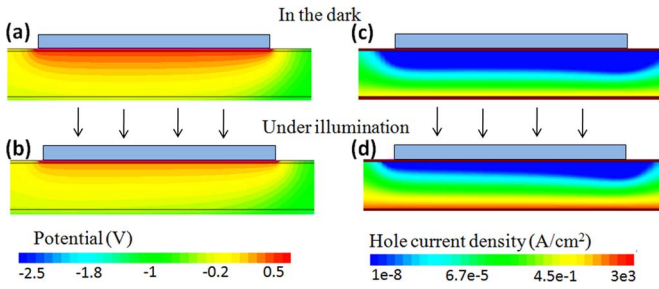 In the dark
(a)
(c)
Under illumination
(b)
(d)
Potential (V)
-2.5 -1.8 -1 -0.2 0.5
Hole current density (A/cm²)
1e-8 6.7e-5 4.5e-1 3e3